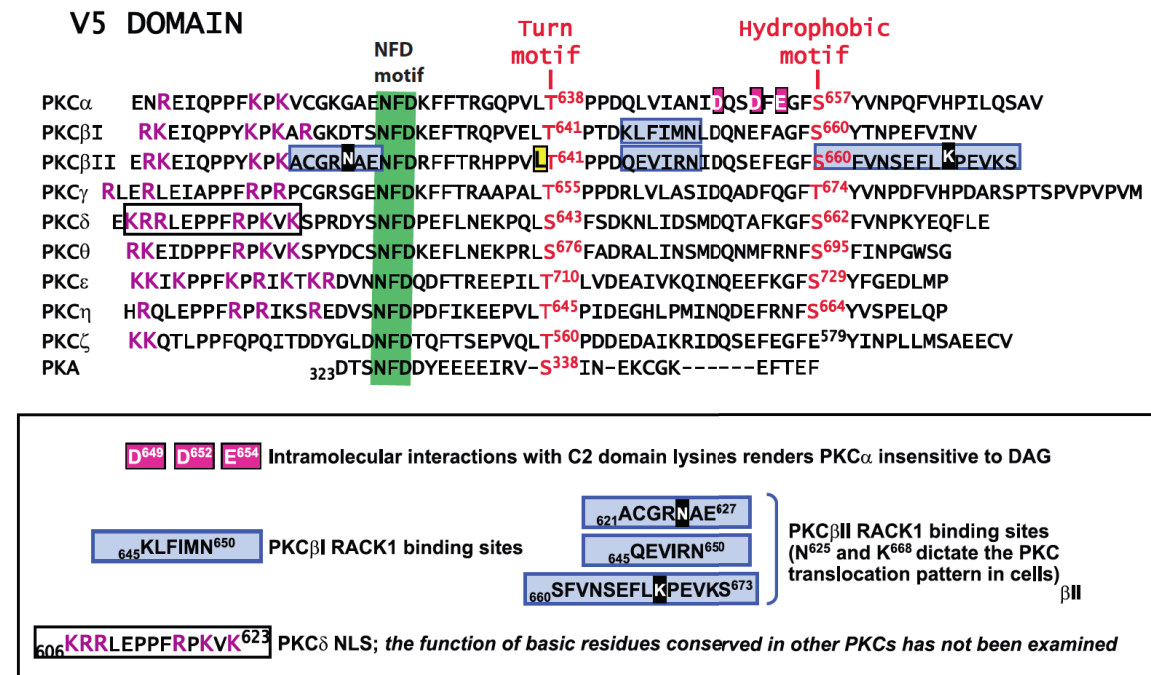 V5 DOMAIN
NFD motif
Turn motif
Hydrophobic motif
PKCα ENREIQPPFKPKVCGKGAENFDKFFTRGQPVLT638PPDQLVIANIDQSDFEGFS657YVNPQFVHPILQSAV
PKCβI RKEIQPPYKPKARGKDTSNFDKEFTRQPVELT641PTDKLFIMNLDQNEFAGFS660YTNPEFVINV
PKCβII ERKEIQPPYKPKACGRNAENFDRFFTRHPPVLT641PPDQEVIRNIDQSEFEGFS660FVNSEFLKPEVKS
PKCγ RLERLEIAPPFRPRPCGRSGENFDKFFTRAAPALT655PPDRLVLASIDQADFQGFT674YVNPDFVHPDARSPTSPVPVPVM
PKCδ EKRRLEPPFRPKVKSPRDYSNFDPEFLNEKPQLS643FSDKNLIDSMDQTAFKGFS662FVNPKYEQFLE
PKCθ RKEIDPPFRPKVKSPYDCSNFDKEFLNEKPRLS676FADRALINSMDQNMFRNFS695FINPGWSG
PKCε KKIKPPFKPRIKTKRDVNNFDQDFTREEPILT710LVDEAIVKQINQEEFKGFS729YFGEDLMP
PKCη HRQLEPPFRPRIKSREDVSNFDPDFIKEEPVLT645PIDEGHLPMINQDEFRNFS664YVSPELQP
PKCζ KKQTLPPFQPQITDDYGLDNFDTQFTSEPVQLT560PDDEDAIKRIDQSEFEGFE579YINPLLMSAEECV
PKA 323DTSNFDDYEEEEIRV-S338IN-EKCGK------EFTEF
D649 D652 E654 Intramolecular interactions with C2 domain lysines renders PKCα insensitive to DAG
645KLFIMN650 PKCβI RACK1 binding sites
621ACGRNAE627
645QEVIRN650
660SFVNSEFLKPEVKS673
PKCβII RACK1 binding sites
(N625 and K668 dictate the PKC
translocation pattern in cells)
βII
606KRRLEPPFRPKVK623 PKCδ NLS; the function of basic residues conserved in other PKCs has not been examined